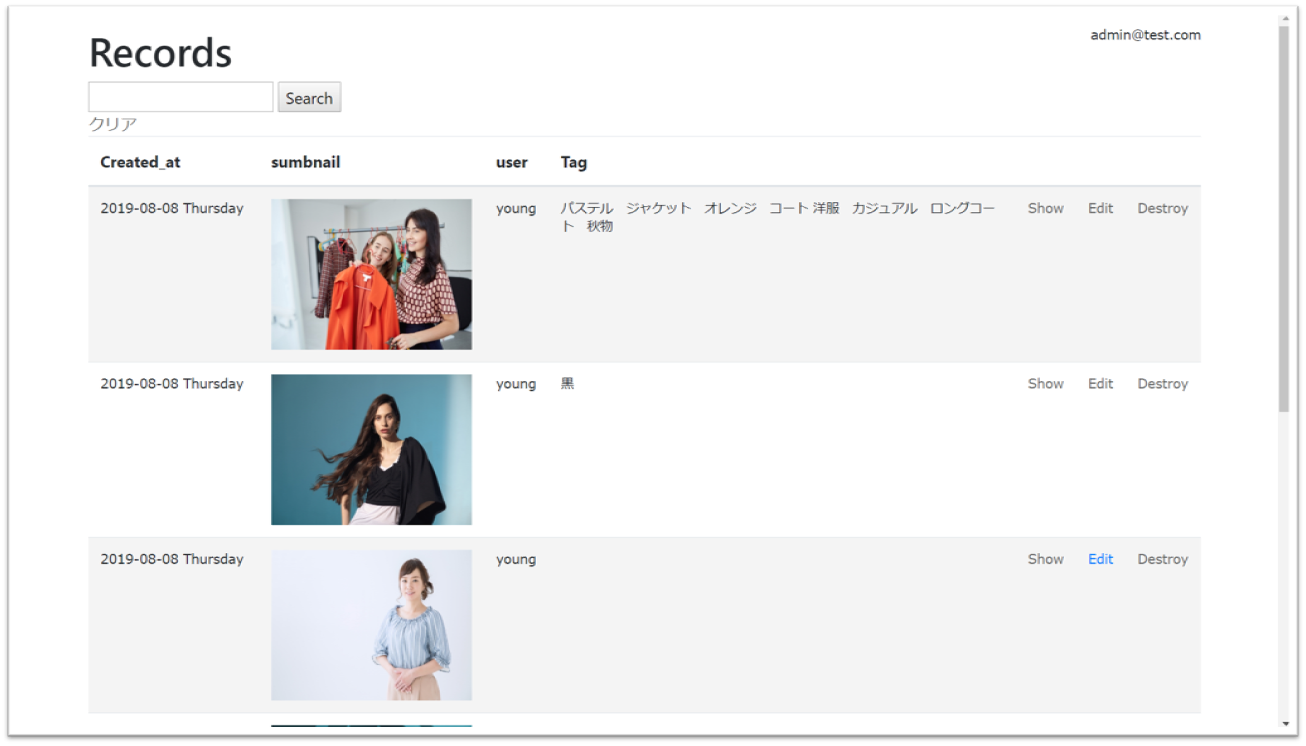 Records
admin@test.com
Search
クリア
Created_at sumbnail user Tag
2019-08-08 Thursday young パステル　ジャケット　オレンジ　コート 洋服　カジュアル　ロングコー Show Edit Destroy
ト　秋物
2019-08-08 Thursday young 黒 Show Edit Destroy
2019-08-08 Thursday young Show Edit Destroy